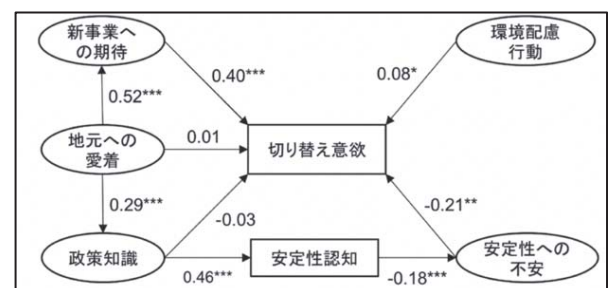 新事業へ
の期待
環境配慮
行動
0.40***
0.08*
0.52***
地元への
愛着
0.01
切り替え意欲
0.29***
-0.03
-0.21**
政策知識
0.46***
安定性認知
-0.18***
安定性への
不安